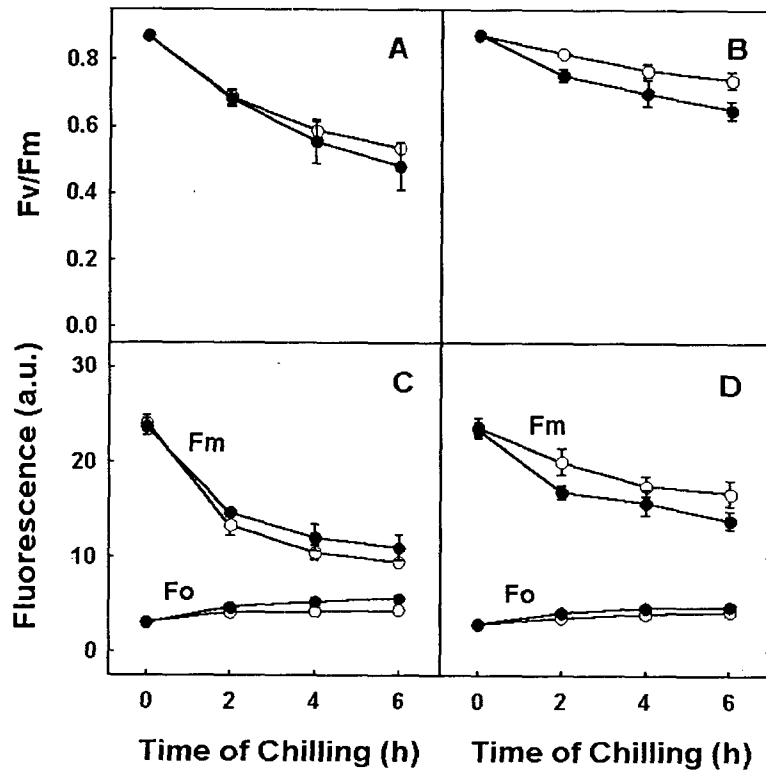 A
B
Fv/Fm
0.8
0.6
0.4
0.2
0.0
C
D
Fluorescence (a.u.)
30
20
10
0
Fm
Fm
Fo
Fo
0 2 4 6
0 2 4 6
Time of Chilling (h)
Time of Chilling (h)